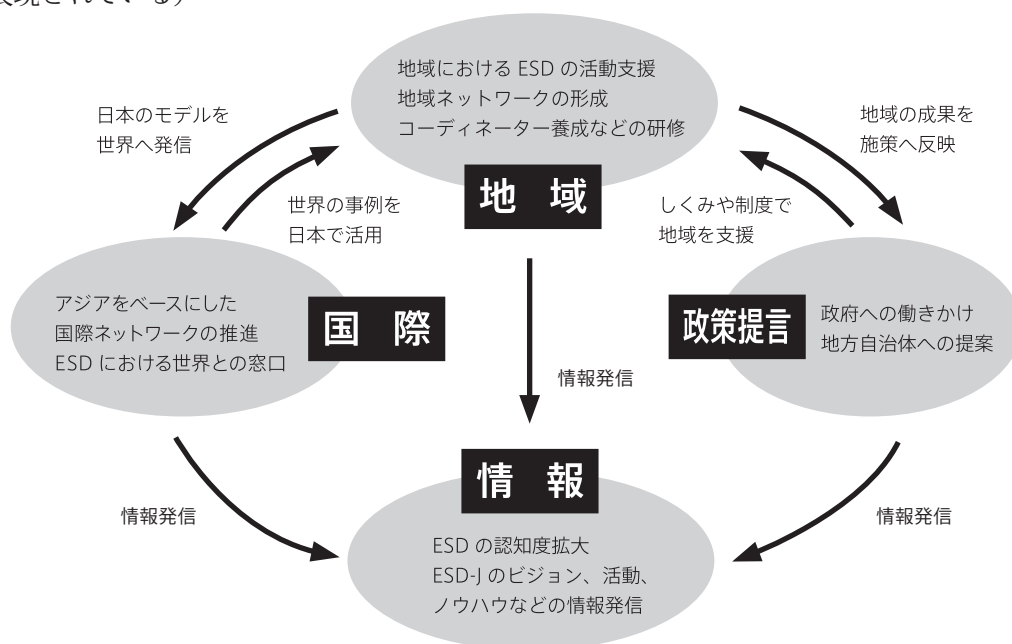 表現されている）
地域における ESD の活動支援
地域ネットワークの形成
コーディネーター養成などの研修
地 域
日本のモデルを
世界へ発信
世界の事例を
日本で活用
地域の成果を
施策へ反映
しくみや制度で
地域を支援
アジアをベースにした
国際ネットワークの推進
ESD における世界との窓口
国 際
政策提言
政府への働きかけ
地方自治体への提案
情報発信
情報発信
情報発信
情 報
ESD の認知度拡大
ESD-J のビジョン、活動、
ノウハウなどの情報発信